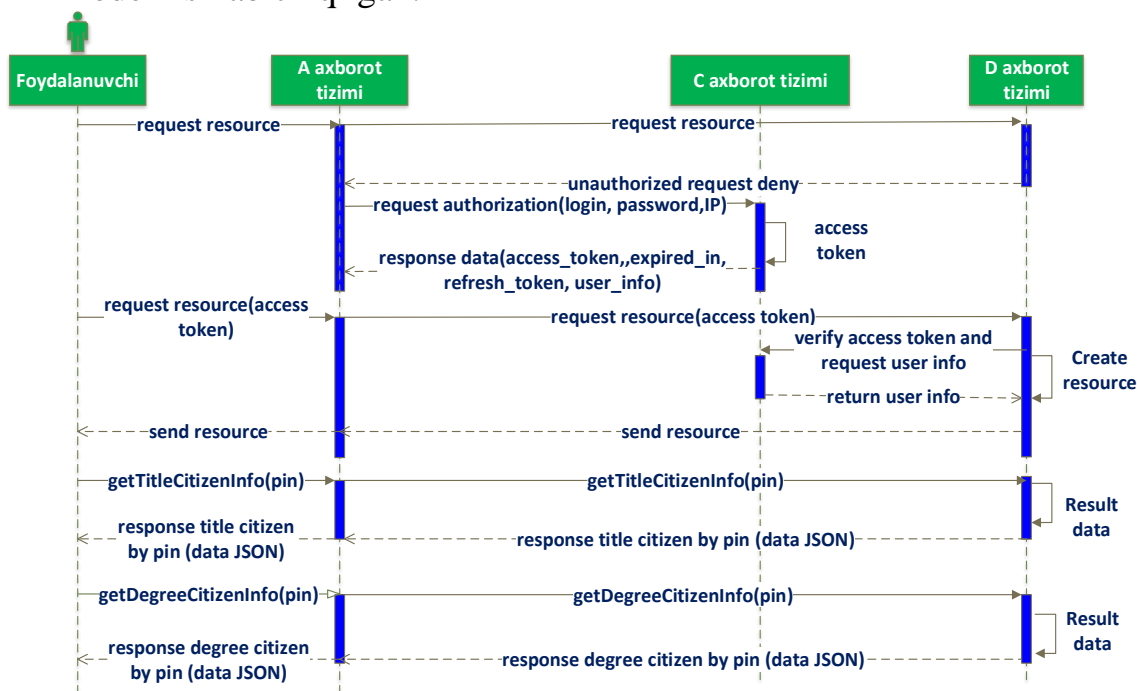 Foydalanuvchi
A axborot
tizimi
C axborot tizimi
D axborot
tizimi
request resource
request resource
unauthorized request deny
request authorization(login, password,IP)
access
token
response data(access_token,,expired_in,
refresh_token, user_info)
request resource(access
token)
request resource(access token)
verify access token and
request user info
Create
resource
return user info
send resource
send resource
getTitleCitizenInfo(pin)
getTitleCitizenInfo(pin)
Result
data
response title citizen
by pin (data JSON)
response title citizen by pin (data JSON)
getDegreeCitizenInfo(pin)
getDegreeCitizenInfo(pin)
Result
data
response degree citizen
by pin (data JSON)
response degree citizen by pin (data JSON)